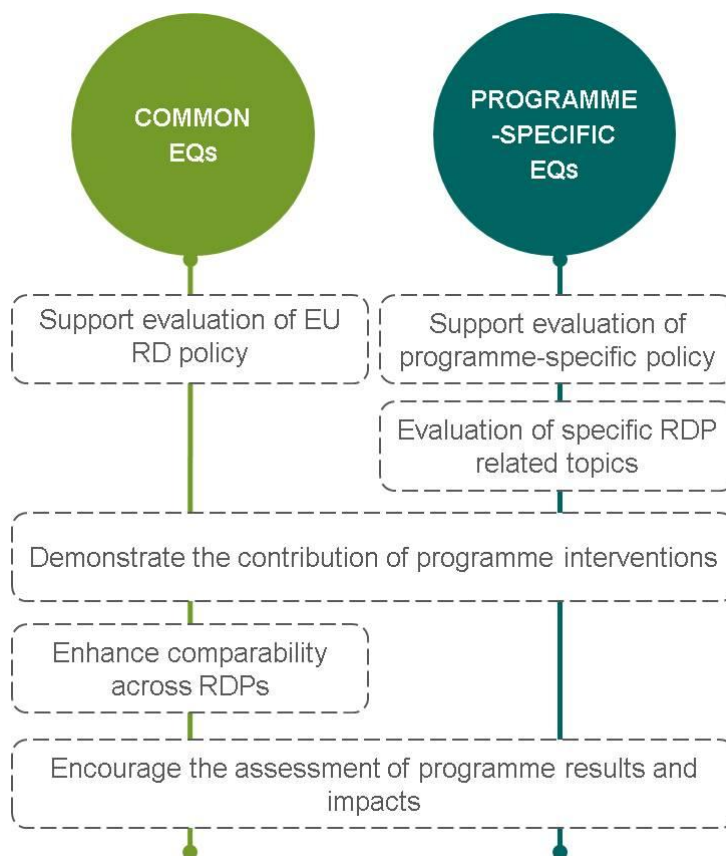 COMMON
EQs
PROGRAMME
-SPECIFIC
EQs
Support evaluation of EU
RD policy
Support evaluation of
programme-specific policy
Evaluation of specific RDP
related topics
Demonstrate the contribution of programme interventions
Enhance comparability
across RDPs
Encourage the assessment of programme results and
impacts